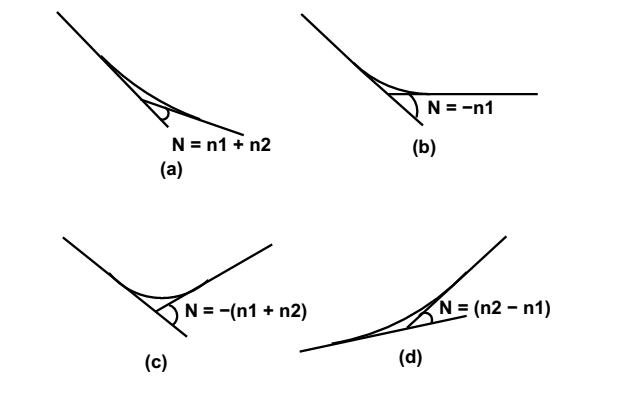 N = n1 + n2
(a)
N = −n1
(b)
N = −(n1 + n2)
(c)
N = (n2 − n1)
(d)